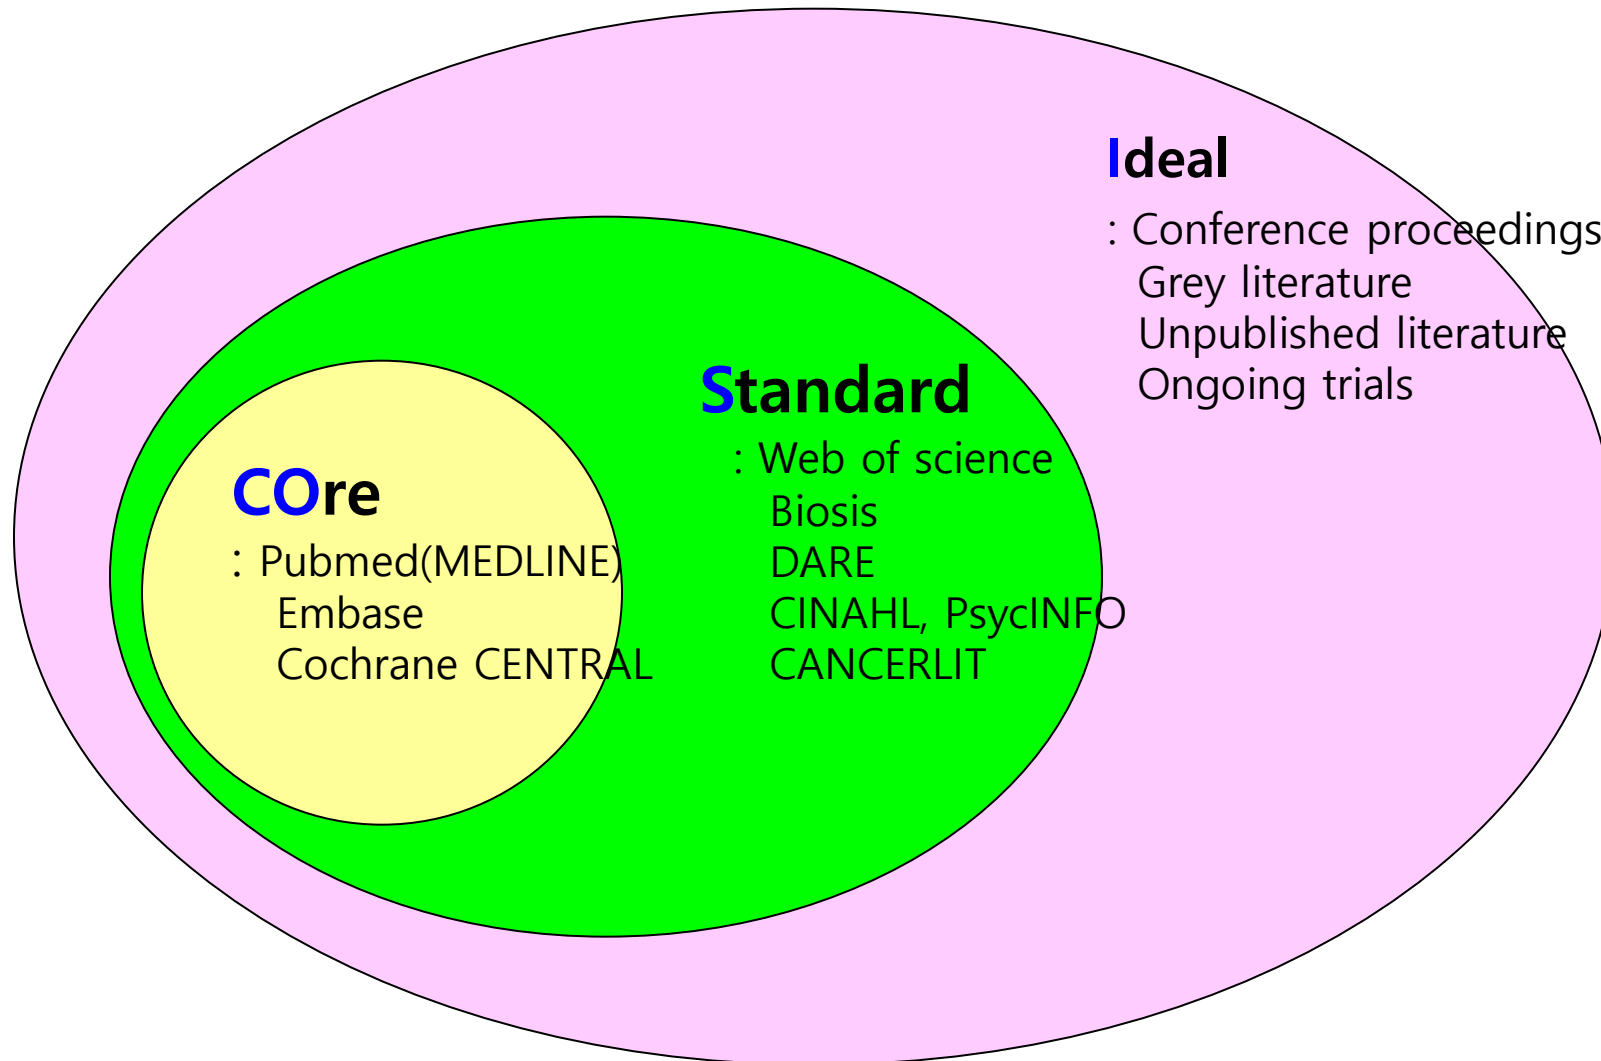 COre
: Pubmed(MEDLINE)
Embase
Cochrane CENTRAL
Standard
: Web of science
Biosis
DARE
CINAHL, PsycINFO
CANCERLIT
Ideal
: Conference proceedings
Grey literature
Unpublished literature
Ongoing trials